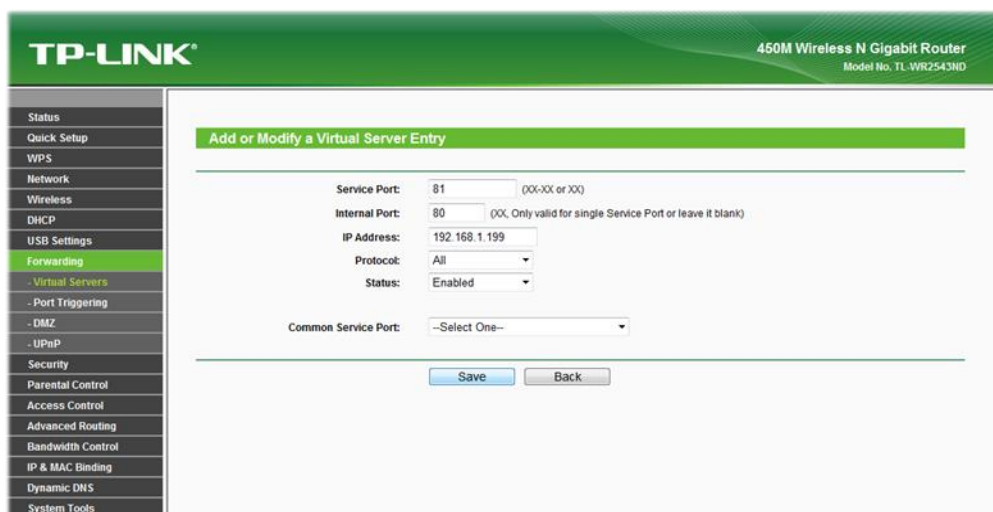 TP-LINK®
450M Wireless N Gigabit Router
Model No. TL-WR2543ND
Status
Quick Setup
WPS
Network
Wireless
DHCP
USB Settings
Forwarding
- Virtual Servers
- Port Triggering
- DMZ
- UPnP
Security
Parental Control
Access Control
Advanced Routing
Bandwidth Control
IP & MAC Binding
Dynamic DNS
System Tools
Add or Modify a Virtual Server Entry
Service Port: 81 (XX-XX or XX)
Internal Port: 80 (XX, Only valid for single Service Port or leave it blank)
IP Address: 192.168.1.199
Protocol: All
Status: Enabled
Common Service Port: --Select One--
Save Back